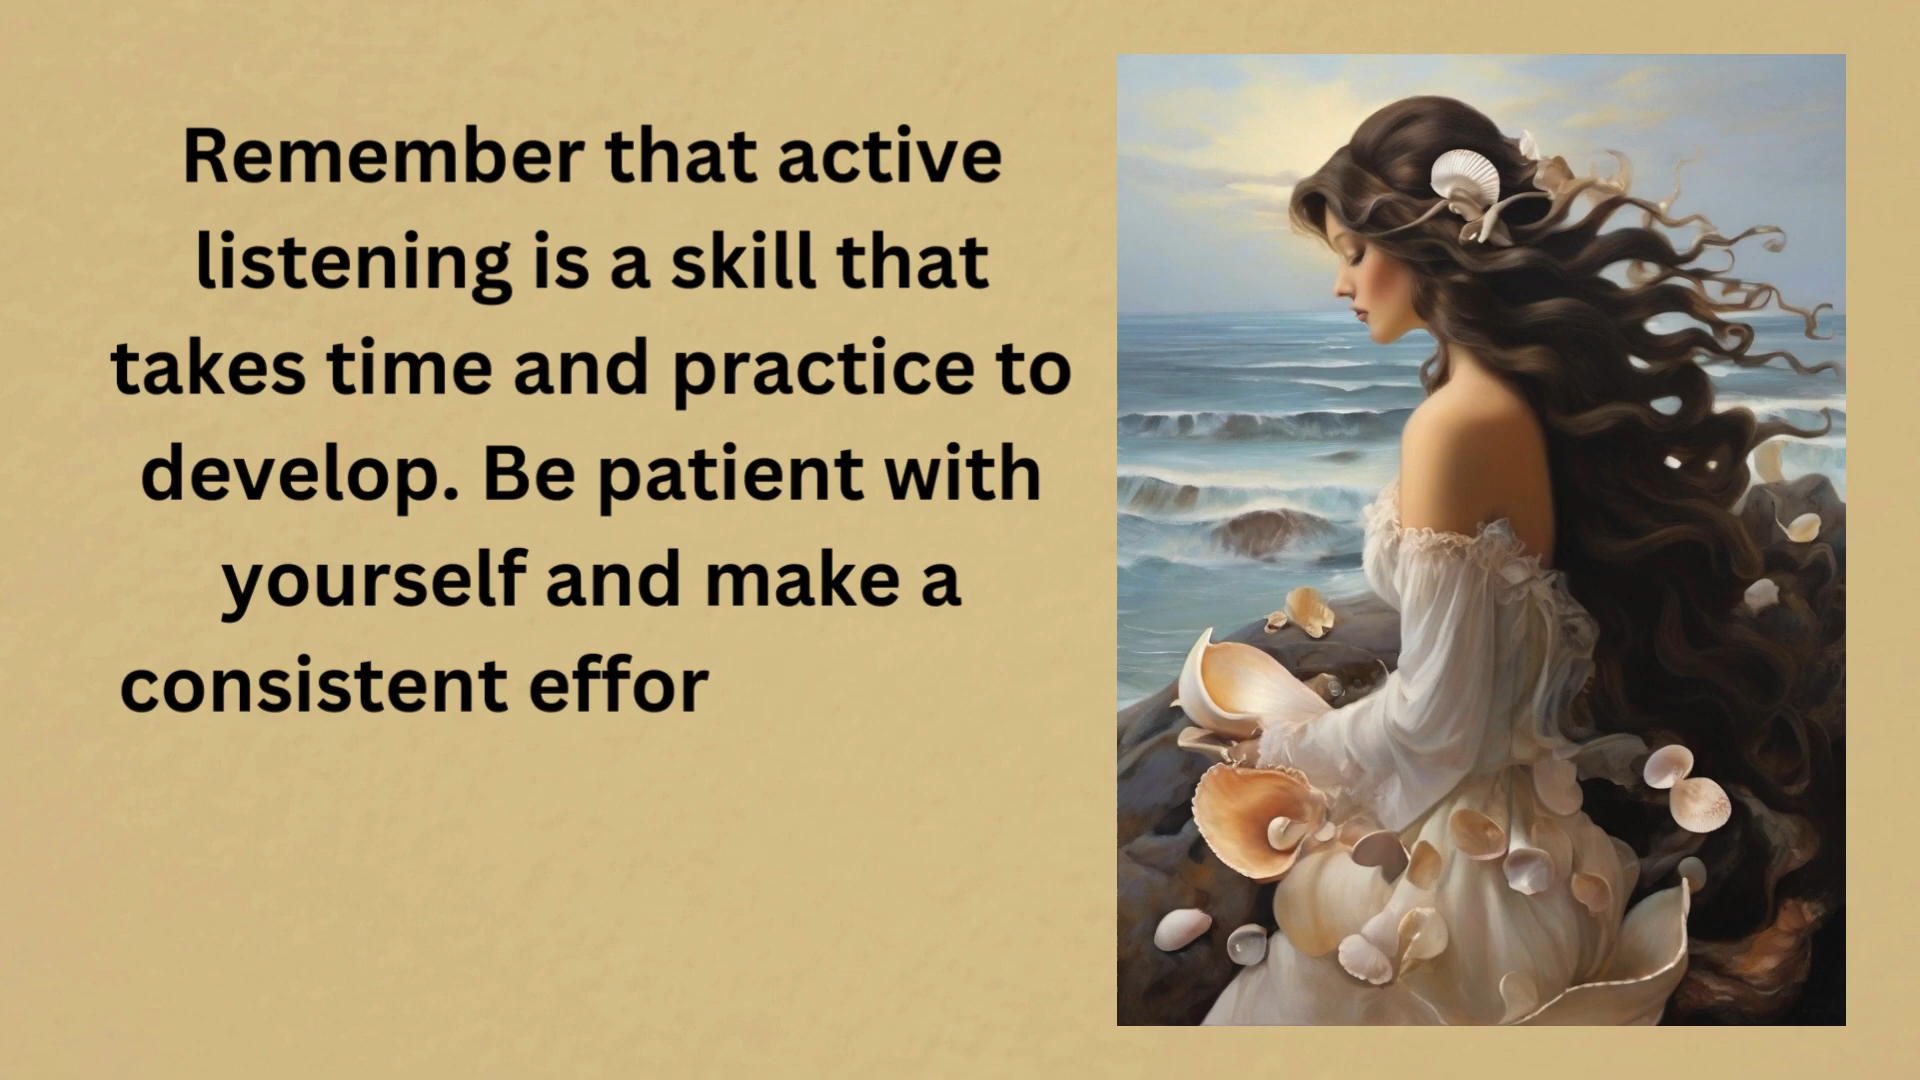 Remember that active
listening is a skill that
takes time and practice to
develop. Be patient with
yourself and make a
consistent effor